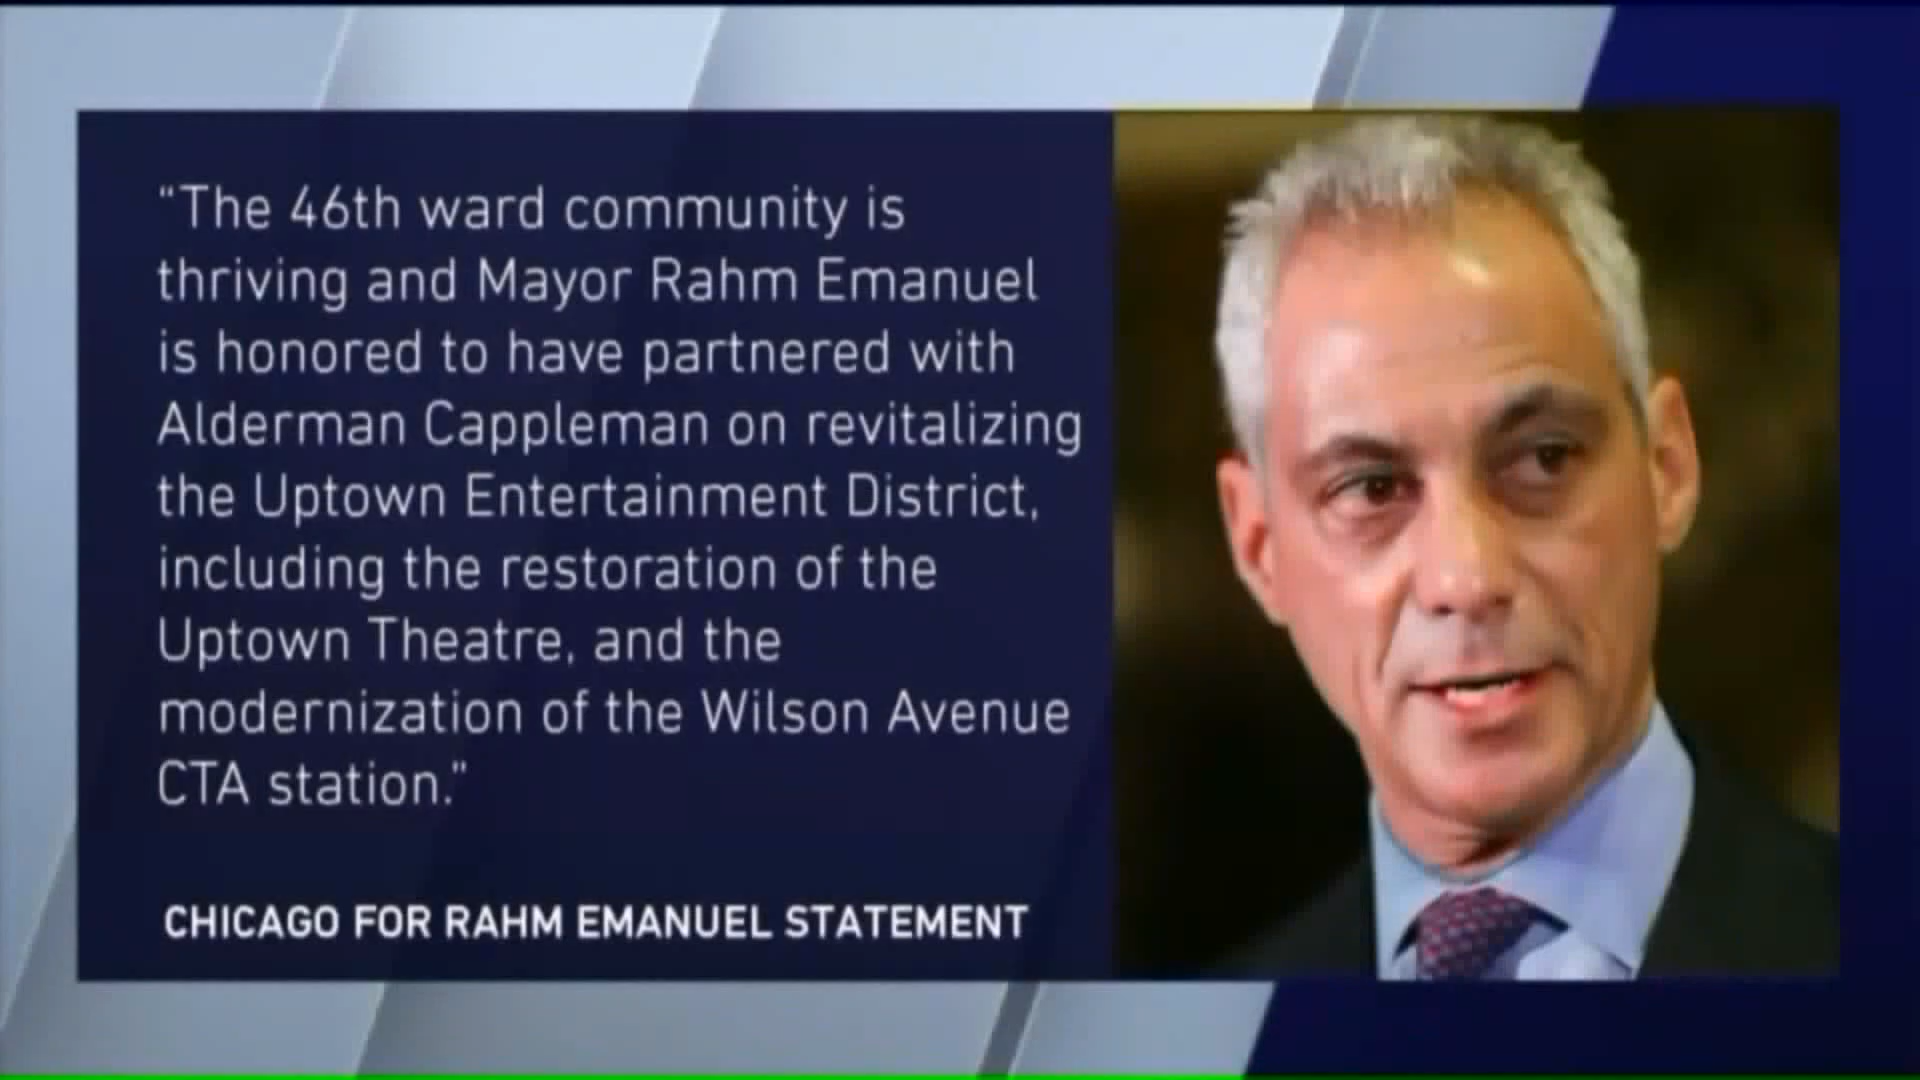 “The 46th ward community is
thriving and Mayor Rahm Emanuel
is honored to have partnered with
Alderman Cappleman on revitalizing
the Uptown Entertainment District,
including the restoration of the
Uptown Theatre, and the
modernization of the Wilson Avenue
CTA station.”
CHICAGO FOR RAHM EMANUEL STATEMENT